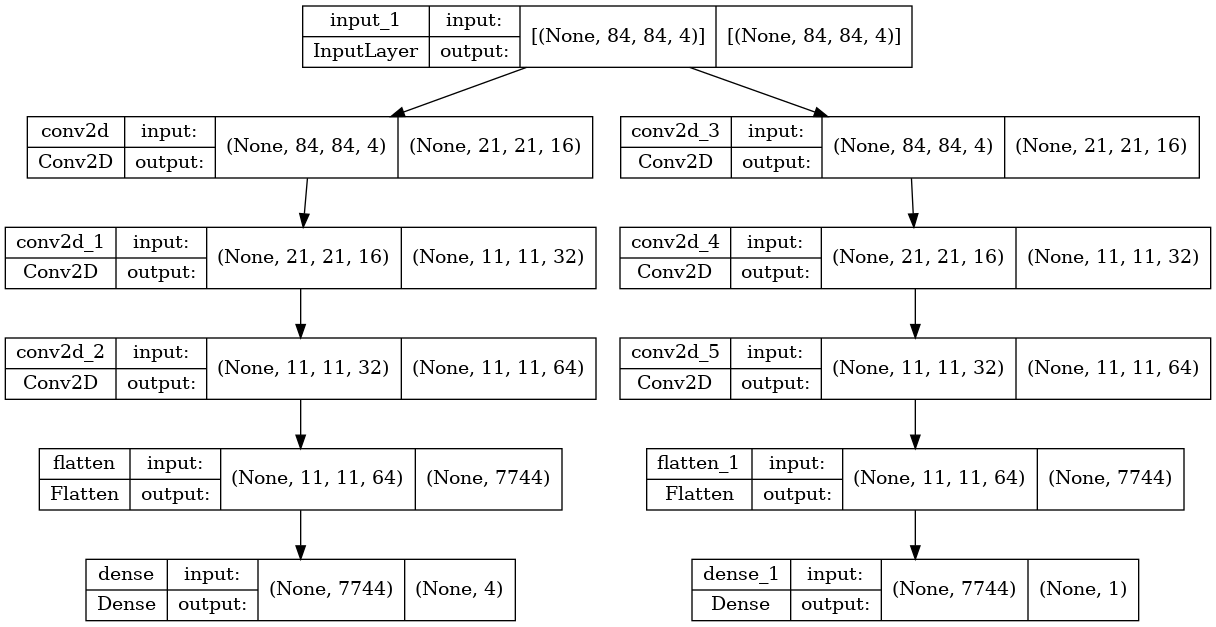 input_1 input: [(None, 84, 84, 4)] [(None, 84, 84, 4)]
InputLayer output:
conv2d input: (None, 84, 84, 4) (None, 21, 21, 16)
Conv2D output:
conv2d_3 input: (None, 84, 84, 4) (None, 21, 21, 16)
Conv2D output:
conv2d_1 input: (None, 21, 21, 16) (None, 11, 11, 32)
Conv2D output:
conv2d_4 input: (None, 21, 21, 16) (None, 11, 11, 32)
Conv2D output:
conv2d_2 input: (None, 11, 11, 32) (None, 11, 11, 64)
Conv2D output:
conv2d_5 input: (None, 11, 11, 32) (None, 11, 11, 64)
Conv2D output:
flatten input: (None, 11, 11, 64) (None, 7744)
Flatten output:
flatten_1 input: (None, 11, 11, 64) (None, 7744)
Flatten output:
dense input: (None, 7744) (None, 4)
Dense output:
dense_1 input: (None, 7744) (None, 1)
Dense output: